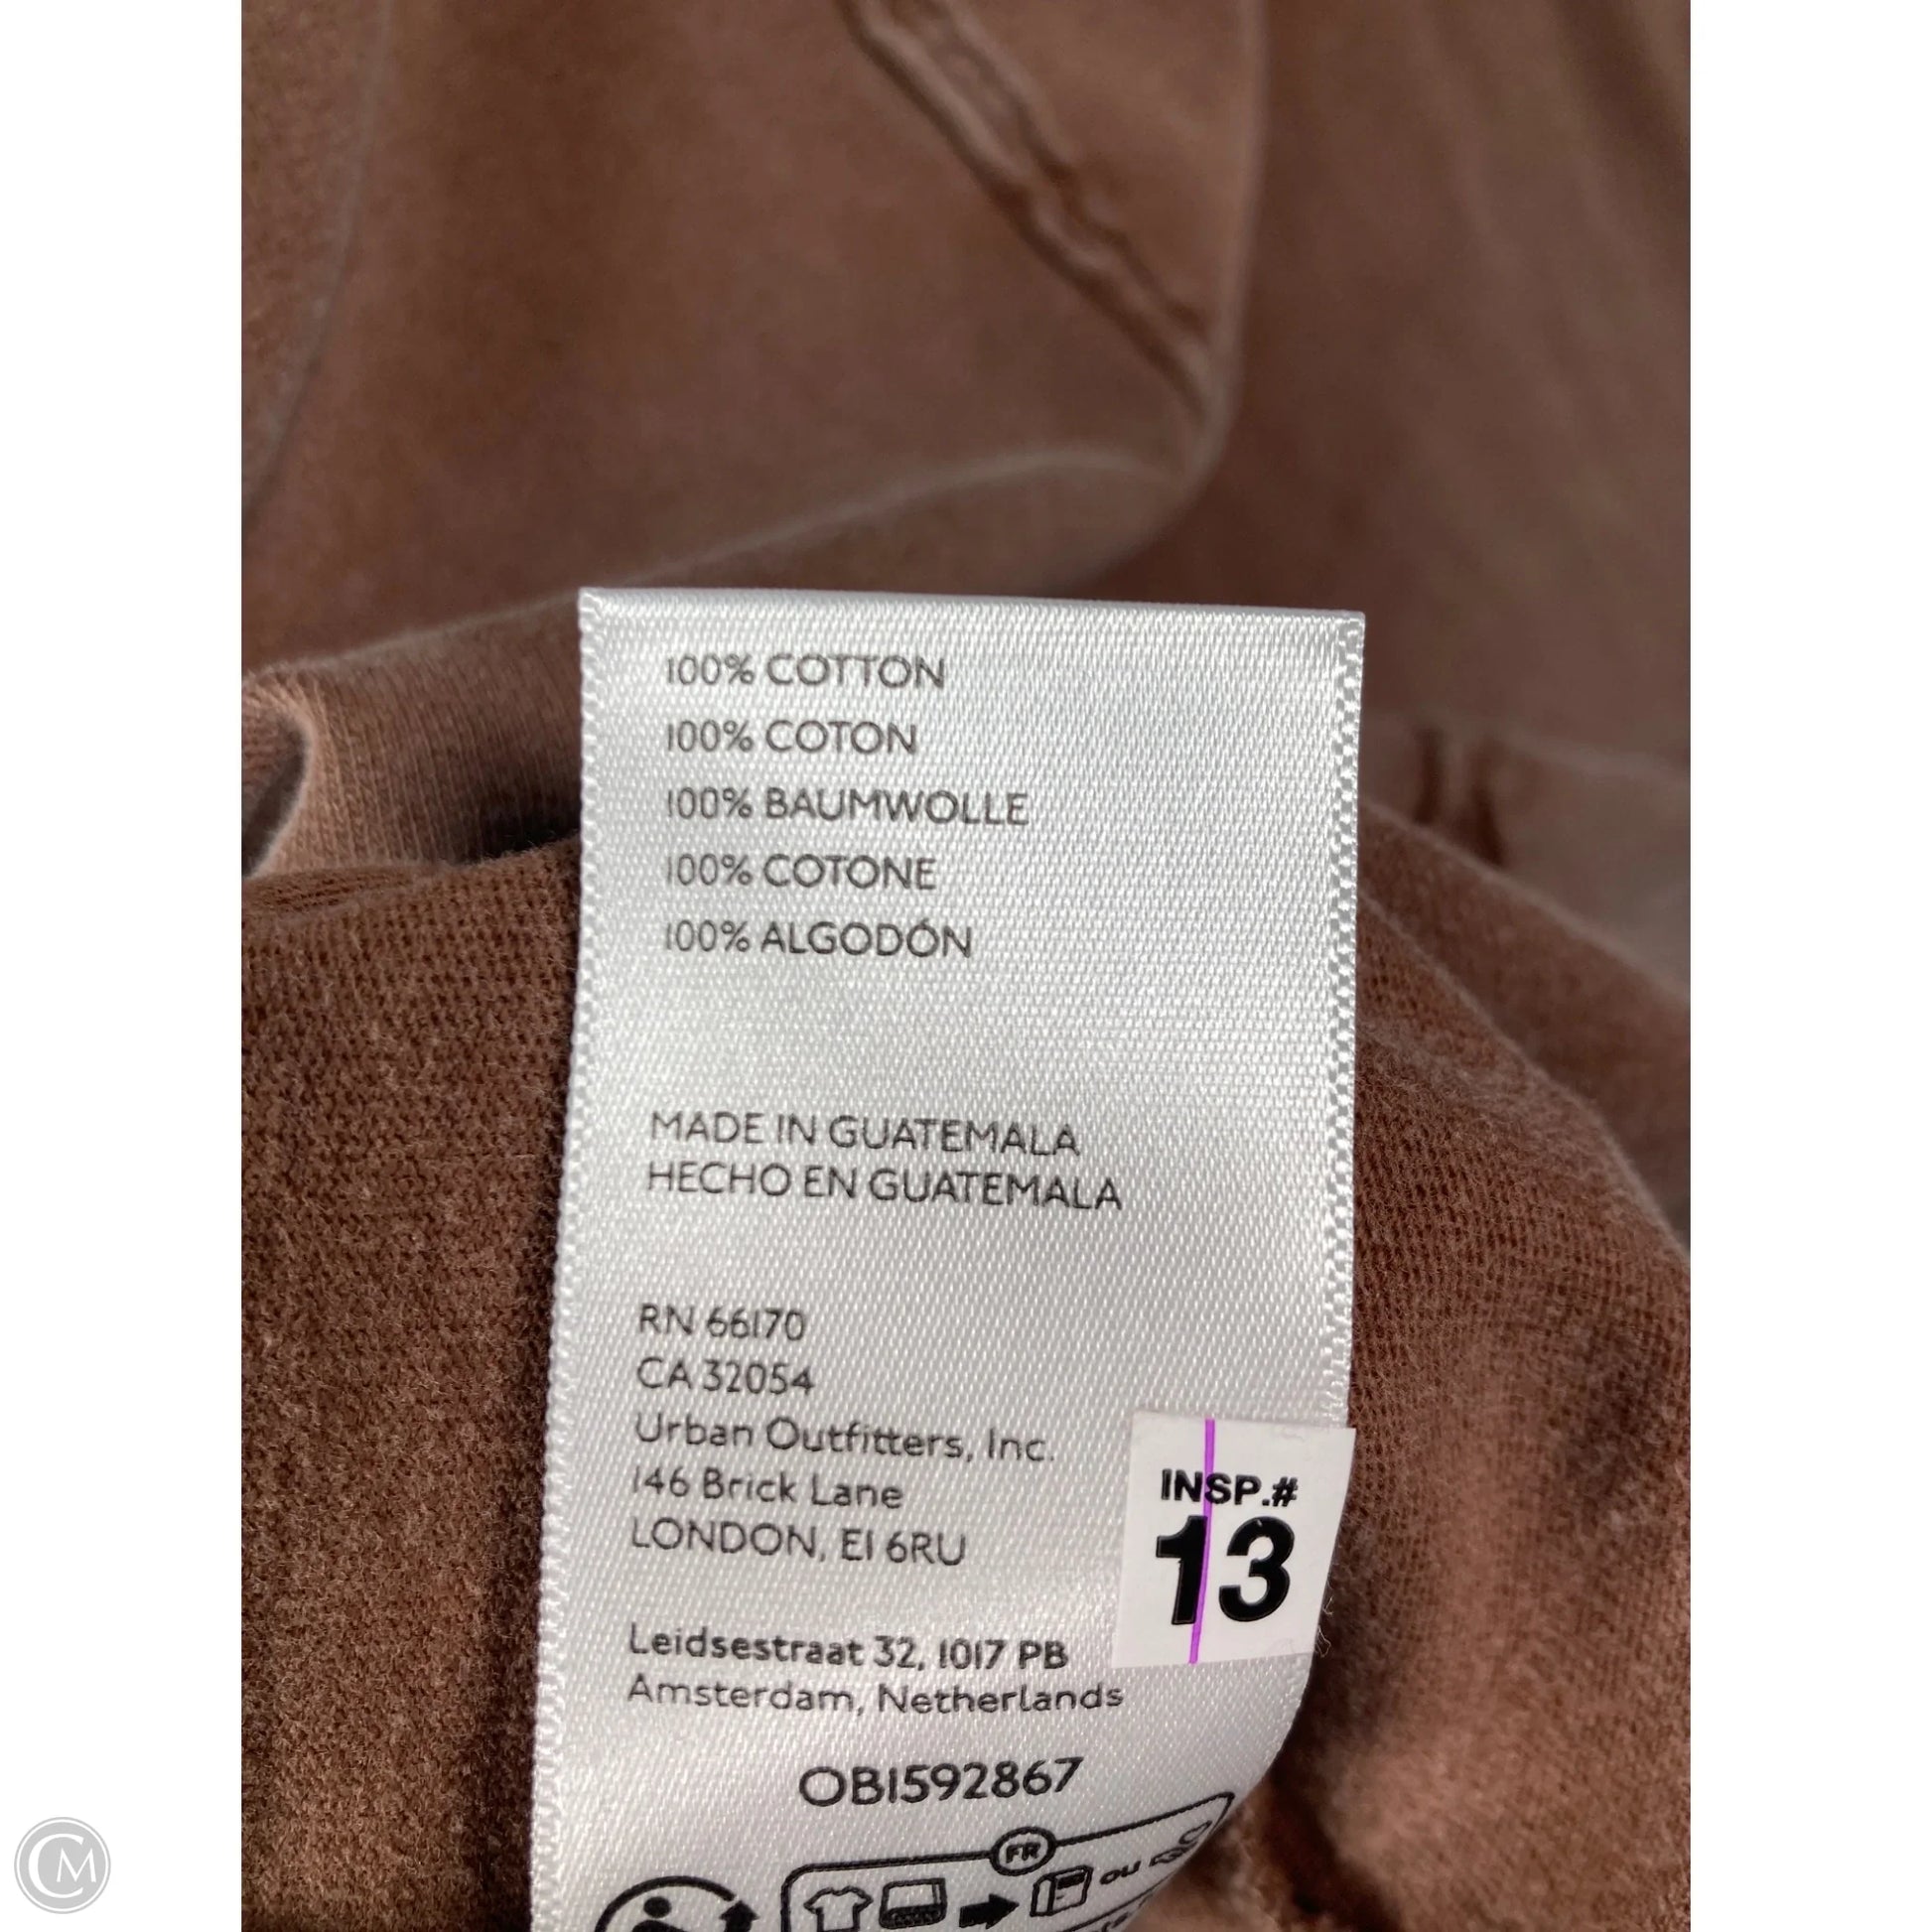 100% COTTON
100% COTON
100% BAUMWOLLE
100% COTONE
100% ALGODÓN
MADE IN GUATEMALA
HECHO EN GUATEMALA
RN 66170
CA 32054
Urban Outfitters, Inc.
146 Brick Lane
LONDON, E1 6RU
INSP.#
13
Leidsestraat 32, 1017 PB
Amsterdam, Netherlands
OB1592867
FR
OU
CM